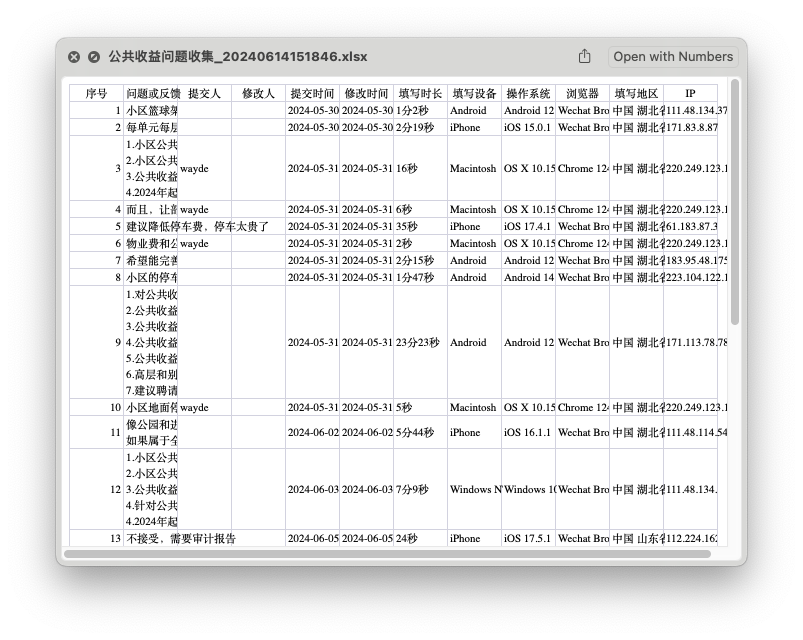 公共收益问题收集_20240614151846.xlsx
Open with Numbers
序号 问题或反馈 提交人 修改人 提交时间 修改时间 填写时长 填写设备 操作系统 浏览器 填写地区 IP
1 小区篮球架 2024-05-30 2024-05-30 1分2秒 Android Android 12 Wechat Bro 中国 湖北省 111.48.134.37
2 每单元每层 2024-05-30 2024-05-30 2分19秒 iPhone iOS 15.0.1 Wechat Bro 中国 湖北省 171.83.8.87
1.小区公共
2.小区公共
3.公共收益
4.2024年起
3 wayde 2024-05-31 2024-05-31 16秒 Macintosh OS X 10.15 Chrome 124 中国 湖北省 220.249.123.1
4 而且，让 wayde 2024-05-31 2024-05-31 6秒 Macintosh OS X 10.15 Chrome 124 中国 湖北省 220.249.123.1
5 建议降低停车费，停车太贵了 2024-05-31 2024-05-31 35秒 iPhone iOS 17.4.1 Wechat Bro 中国 湖北省 61.183.87.3
6 物业费和公 wayde 2024-05-31 2024-05-31 2秒 Macintosh OS X 10.15 Chrome 124 中国 湖北省 220.249.123.1
7 希望能完善 2024-05-31 2024-05-31 2分15秒 Android Android 12 Wechat Bro 中国 湖北省 183.95.48.175
8 小区的停车 2024-05-31 2024-05-31 1分47秒 Android Android 14 Wechat Bro 中国 湖北省 223.104.122.1
1.对公共收
2.公共收益
3.公共收益
4.公共收益
5.公共收益
6.高层和别
7.建议聘请
9 2024-05-31 2024-05-31 23分23秒 Android Android 12 Wechat Bro 中国 湖北省 171.113.78.78
10 小区地面停 wayde 2024-05-31 2024-05-31 5秒 Macintosh OS X 10.15 Chrome 124 中国 湖北省 220.249.123.1
像公园和进
如果属于全
11 2024-06-02 2024-06-02 5分44秒 iPhone iOS 16.1.1 Wechat Bro 中国 湖北省 111.48.114.54
1.小区公共
2.小区公共
3.公共收益
4.针对公共
4.2024年起
12 2024-06-03 2024-06-03 7分9秒 Windows N Windows 10 Wechat Bro 中国 湖北省 111.48.134.
13 不接受，需要审计报告 2024-06-05 2024-06-05 24秒 iPhone iOS 17.5.1 Wechat Bro 中国 山东省 112.224.162